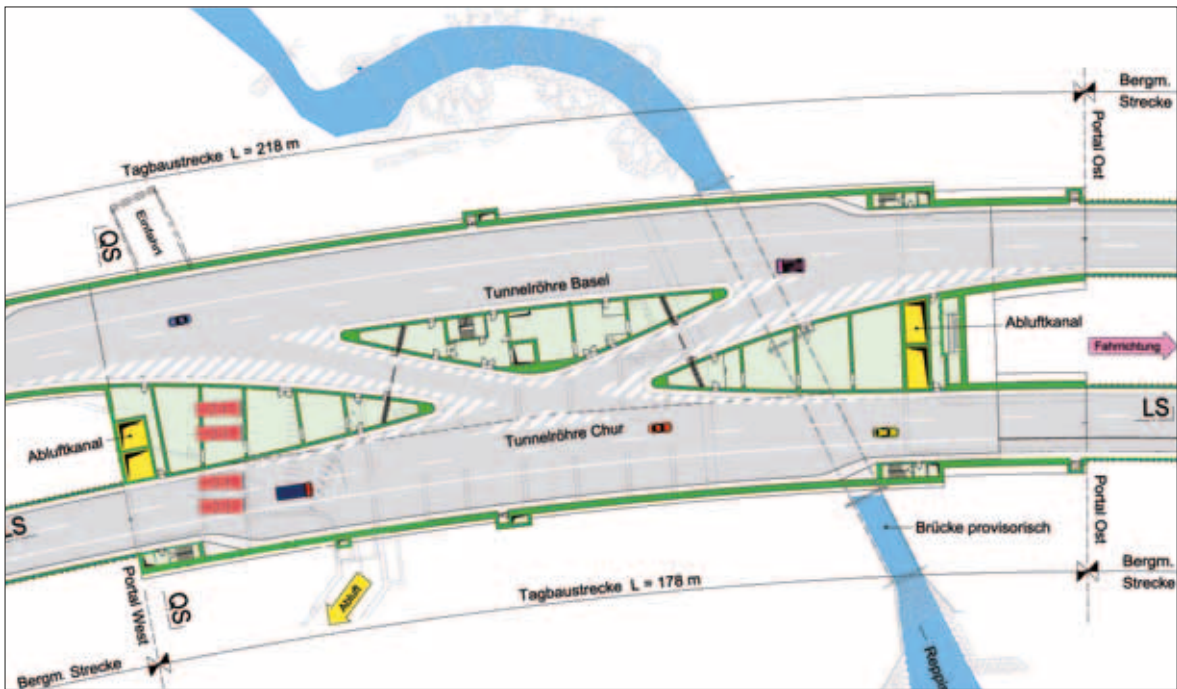 Bergm.
Strecke
Tagbaustrecke L = 218 m
Portal Ost
Einfahrt
QS
Tunnelröhre Basel
Abluftkanal
Fahrrichtung
LS
Tunnelröhre Chur
Abluftkanal
LS
Brücke provisorisch
Portal Ost
Bergm.
Strecke
Tagbaustrecke L = 178 m
Abluft
QS
Portal West
Bergm. Strecke